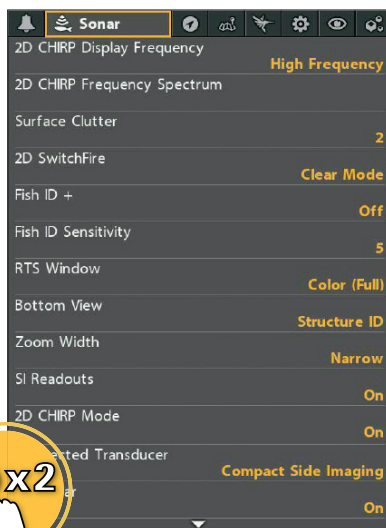 Sonar
2D CHIRP Display Frequency
High Frequency
2D CHIRP Frequency Spectrum
Surface Clutter
2
2D SwitchFire
Clear Mode
Fish ID +
Off
Fish ID Sensitivity
5
RTS Window
Color (Full)
Bottom View
Structure ID
Zoom Width
Narrow
SI Readouts
On
2D CHIRP Mode
On
Transducer
Compact Side Imaging
On
x2